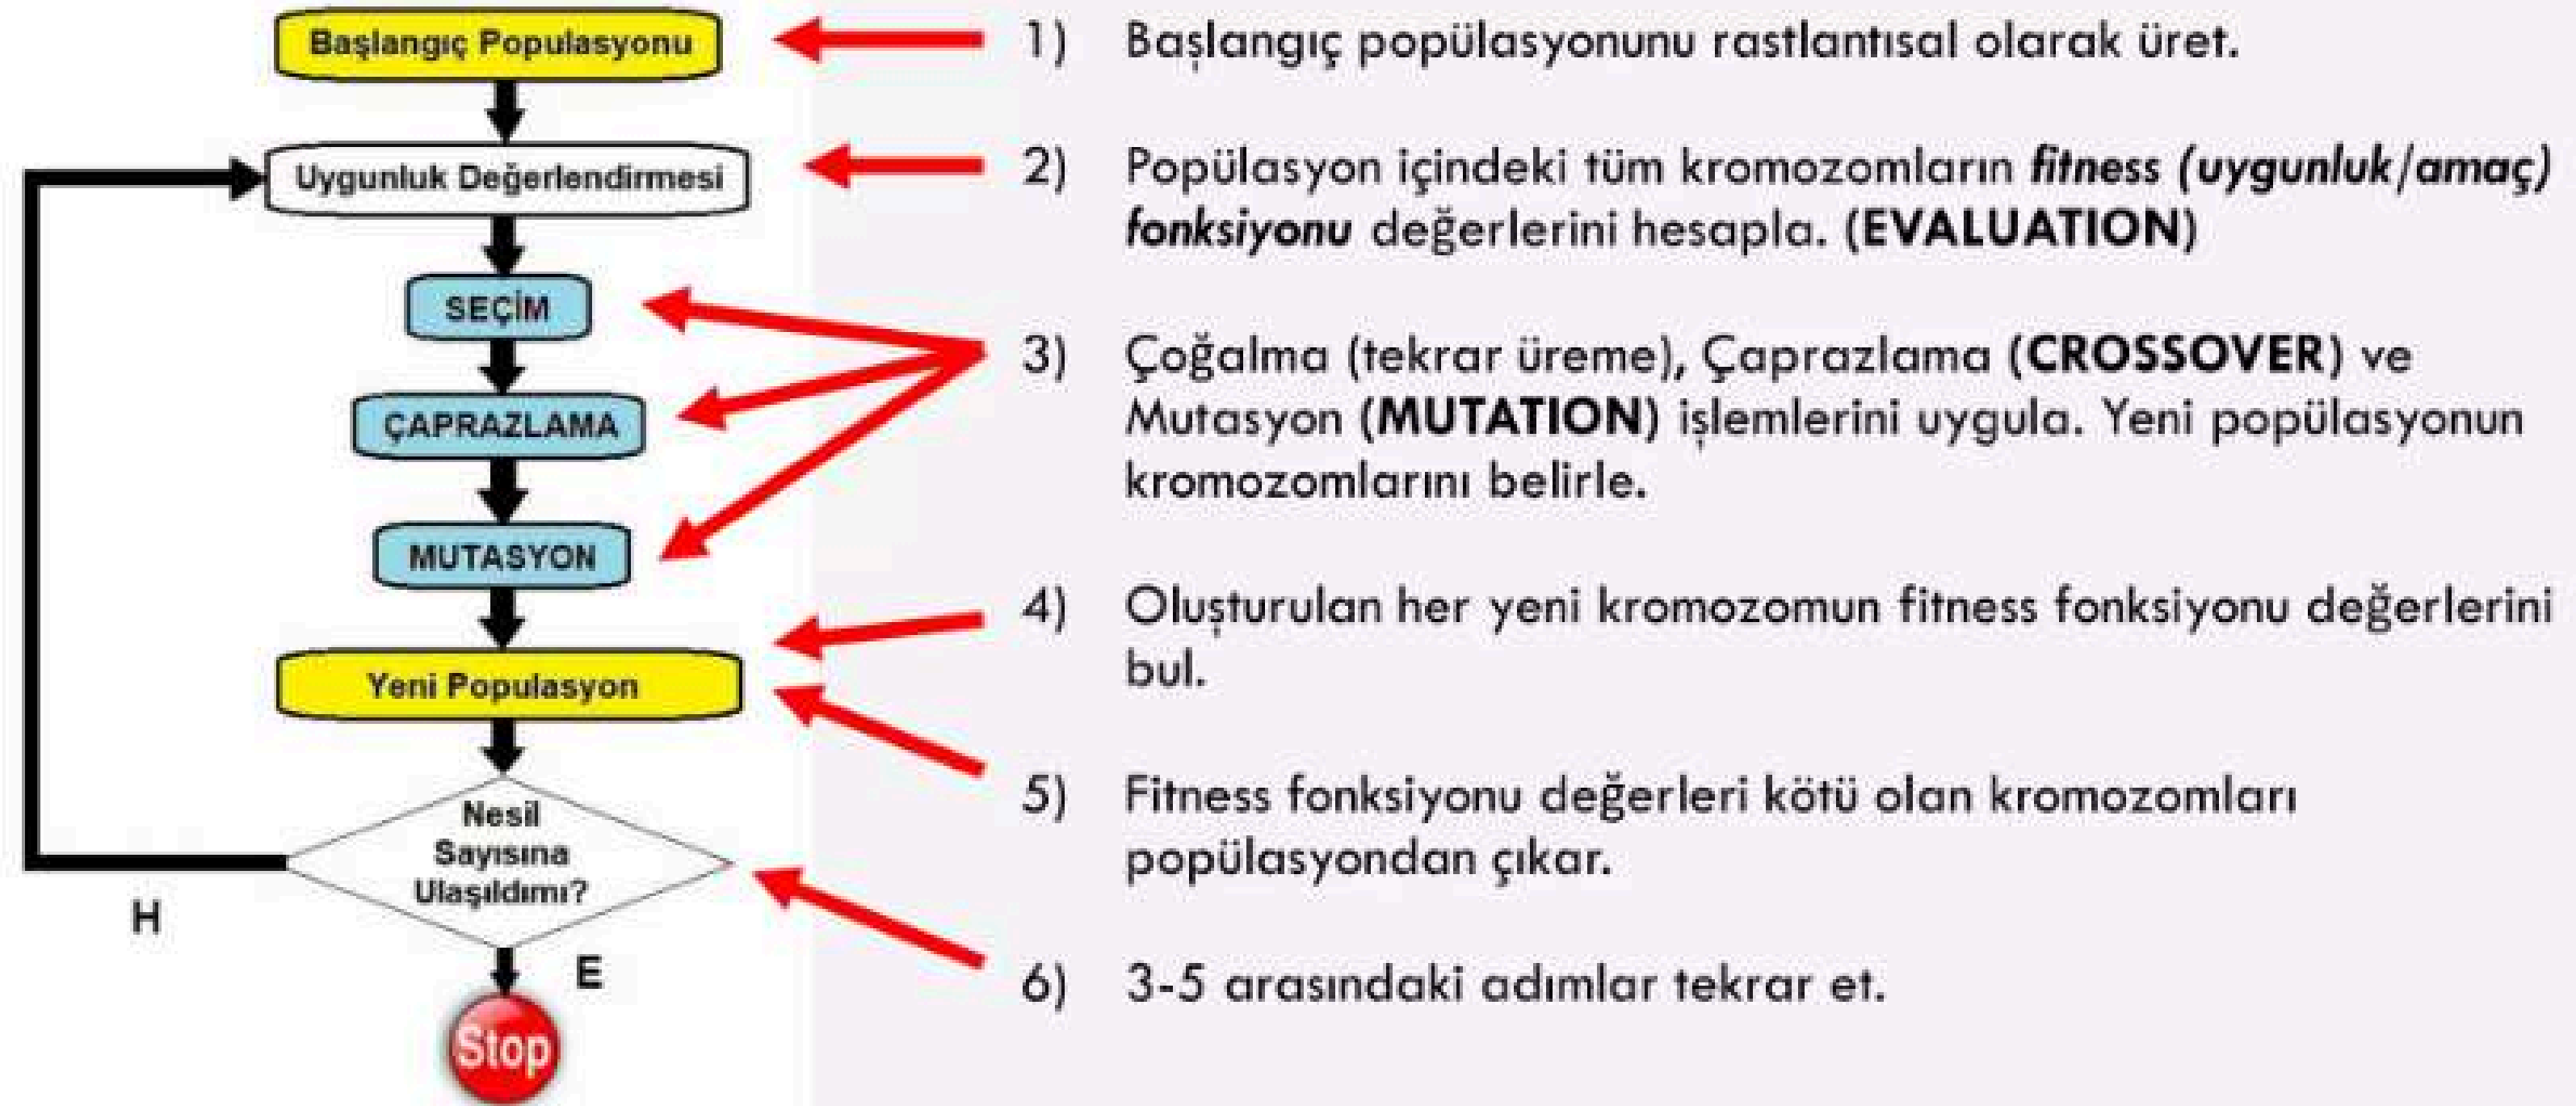 Başlangıç Populasyonu
Uygunluk Değerlendirmesi
SEÇİM
ÇAPRAZLAMA
MUTASYON
Yeni Populasyon
Nesil
Sayısına
Ulaşıldımı?
H
E
Stop
1) Başlangıç popülasyonunu rastlantısal olarak üret.
2) Popülasyon içindeki tüm kromozomların fitness (uygunluk/amaç)
fonksiyonu değerlerini hesapla. (EVALUATION)
3) Çoğalma (tekrar üreme), Çaprazlama (CROSSOVER) ve
Mutasyon (MUTATION) işlemlerini uygula. Yeni popülasyonun
kromozomlarını belirle.
4) Oluşturulan her yeni kromozomun fitness fonksiyonu değerlerini
bul.
5) Fitness fonksiyonu değerleri kötü olan kromozomları
popülasyondan çıkar.
6) 3-5 arasındaki adımlar tekrar et.